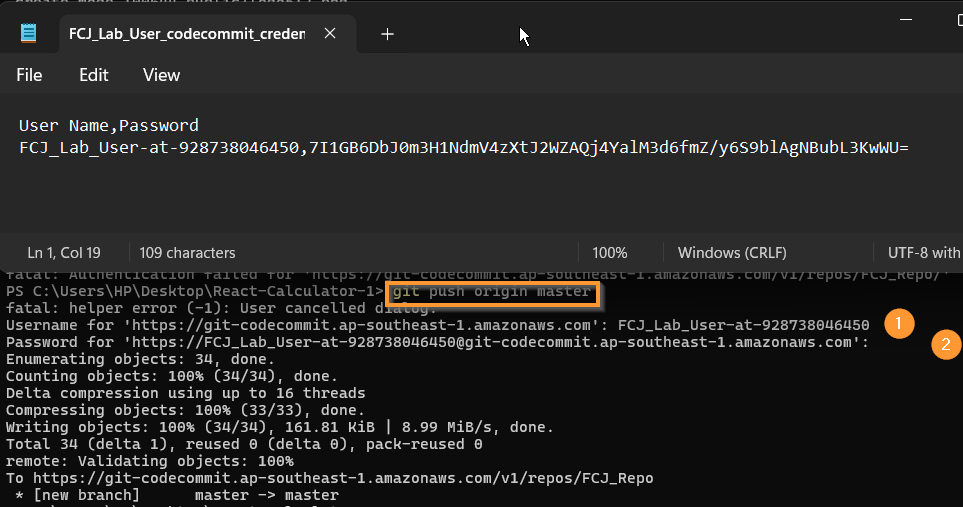 FCJ_Lab_User_codecommit_creden
File Edit View
User Name,Password
FCJ_Lab_User-at-928738046450,7I1GB6DbJ0m3H1NdmV4zXtJ2WZAQj4YalM3d6fmZ/y6S9blAgNBubL3KwWU=
Ln 1, Col 19 109 characters 100% Windows (CRLF) UTF-8 with
fatal: Authentication failed for 'https://git-codecommit.ap-southeast-1.amazonaws.com/v1/repos/FCJ_Repo/'
PS C:\Users\HP\Desktop\React-Calculator-1> git push origin master
fatal: helper error (-1): User cancelled dialog.
Username for 'https://git-codecommit.ap-southeast-1.amazonaws.com': FCJ_Lab_User-at-928738046450 1
Password for 'https://FCJ_Lab_User-at-928738046450@git-codecommit.ap-southeast-1.amazonaws.com': 2
Enumerating objects: 34, done.
Counting objects: 100% (34/34), done.
Delta compression using up to 16 threads
Compressing objects: 100% (33/33), done.
Writing objects: 100% (34/34), 161.81 KiB | 8.99 MiB/s, done.
Total 34 (delta 1), reused 0 (delta 0), pack-reused 0
remote: Validating objects: 100%
To https://git-codecommit.ap-southeast-1.amazonaws.com/v1/repos/FCJ_Repo
* [new branch] master -> master